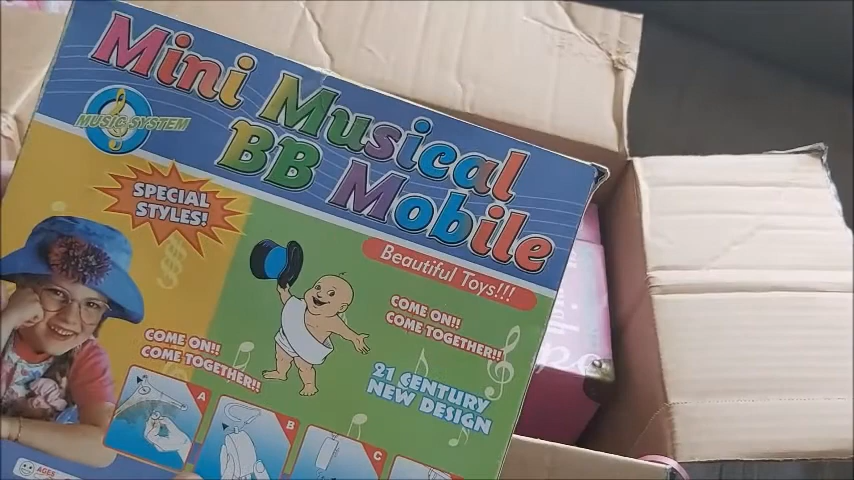 Mini Musical
BB Mobile
MUSIC SYSTEM
SPECIAL
STYLES!
Beautiful Toys!!!
COME ON!!
COME TOGETHER!!
COME ON!!
COME TOGETHER!!
21 CENTURY
NEW DESIGN
A
B
C
AGES